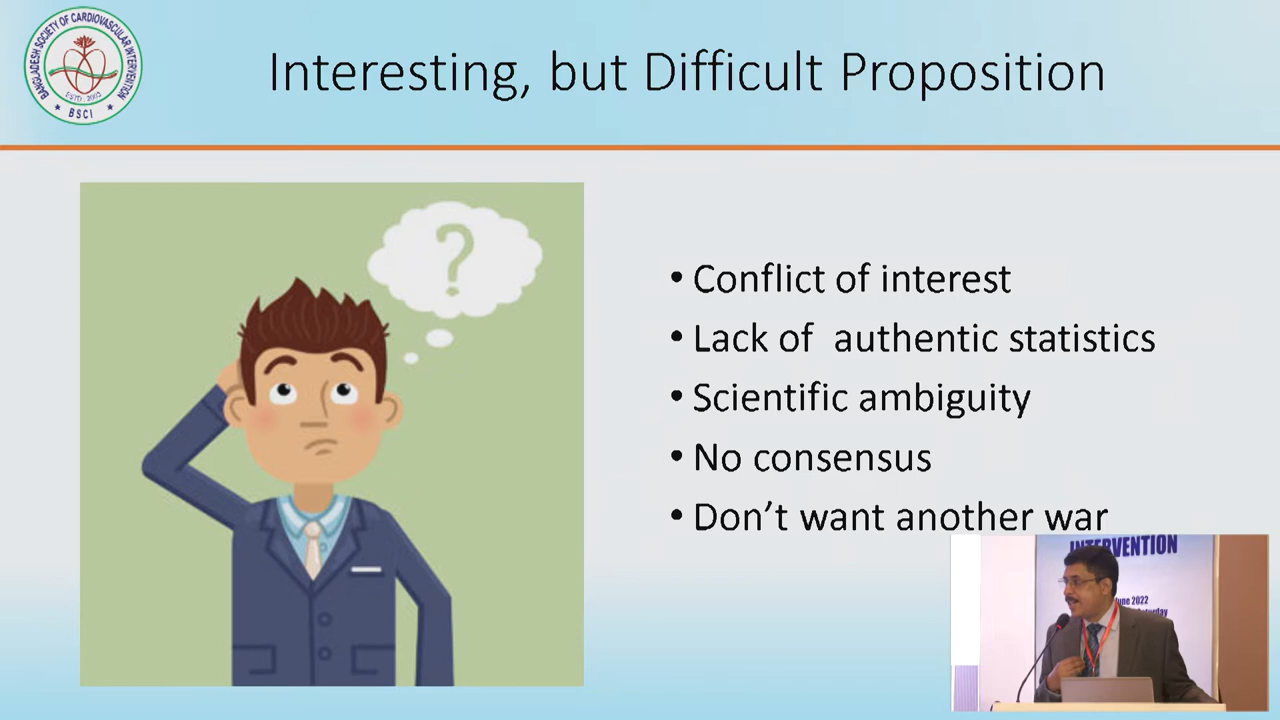 BANGLADESH SOCIETY OF CARDIOVASCULAR INTERVENTION
ESTD : 2003
BSCI
Interesting, but Difficult Proposition
?
• Conflict of interest
• Lack of  authentic statistics
• Scientific ambiguity
• No consensus
• Don’t want another war
INTERVENTION
June 2022